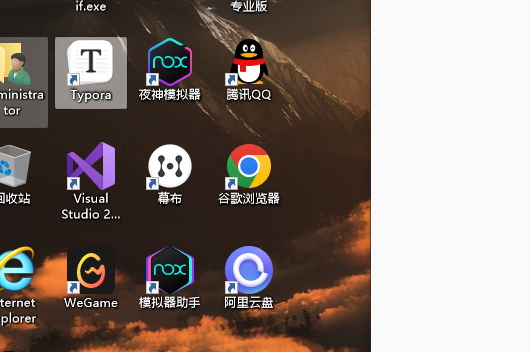 if.exe
专业版
T
nox
ministra
tor
Typora
夜神模拟器
腾讯QQ
回收站
Visual
Studio 2...
幕布
谷歌浏览器
nox
ternet
plorer
WeGame
模拟器助手
阿里云盘